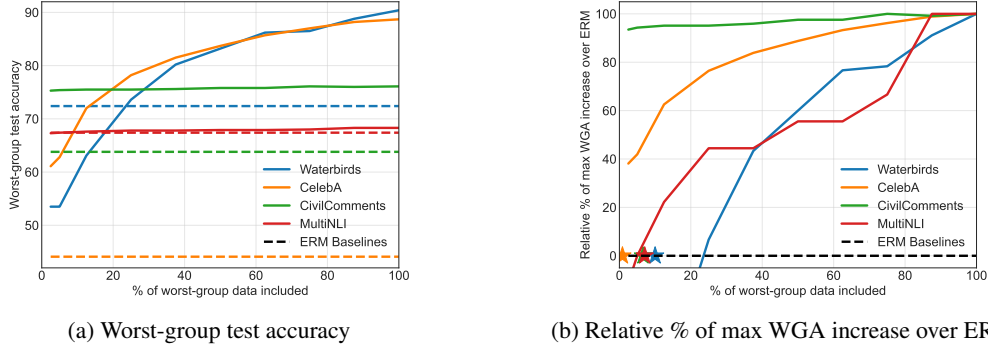 90
80
70
60
50
0
20
40
60
80
100
Worst-group test accuracy
% of worst-group data included
Waterbirds
CelebA
CivilComments
MultiNLI
ERM Baselines
(a) Worst-group test accuracy
100
80
60
40
20
0
0
20
40
60
80
100
Relative % of max WGA increase over ERM
% of worst-group data included
Waterbirds
CelebA
CivilComments
MultiNLI
ERM Baselines
(b) Relative % of max WGA increase over ER